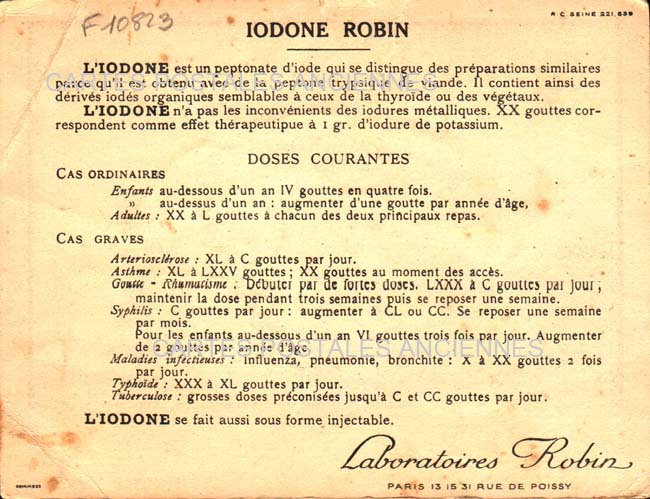 F 10823
R C SEINE 221.839
IODONE ROBIN
L'IODONE est un peptonate d'iode qui se distingue des préparations similaires
parce qu'il est obtenu avec de la peptone trypsique de viande. Il contient ainsi des
dérivés iodés organiques semblables à ceux de la thyroïde ou des végétaux.
L'IODONE n'a pas les inconvénients des iodures métalliques. XX gouttes cor-
respondent comme effet thérapeutipue à 1 gr. d'iodure de potassium.
CARTES POSTALES ANCIENNES
DOSES COURANTES
CAS ORDINAIRES
Enfants au-dessous d'un an IV gouttes en quatre fois.
» au-dessus d'un an : augmenter d'une goutte par année d'âge,
Adultes : XX à L gouttes à chacun des deux principaux repas.
CAS GRAVES
Arteriosclérose : XL à C gouttes par jour.
Asthme : XL à LXXV gouttes ; XX gouttes au moment des accès.
Goutte - Rhumatisme : Débuter par de fortes doses. LXXX à C gouttes par jour ;
maintenir la dose pendant trois semaines puis se reposer une semaine.
Syphilis : C gouttes par jour : augmenter à CL ou CC. Se reposer une semaine
par mois.
Pour les enfants au-dessous d'un an VI gouttes trois fois par jour. Augmenter
de 2 gouttes par année d'âge
CARTES POSTALES ANCIENNES
Maladies infectieuses : influenza, pneumonie, bronchite : X à XX gouttes 2 fois
par jour.
Typhoïde : XXX à XL gouttes par jour.
Tuberculose : grosses doses préconisées jusqu'à C et CC gouttes par jour.
L'IODONE se fait aussi sous forme injectable.
Laboratoires Robin
PARIS 13 15 31 RUE DE POISSY